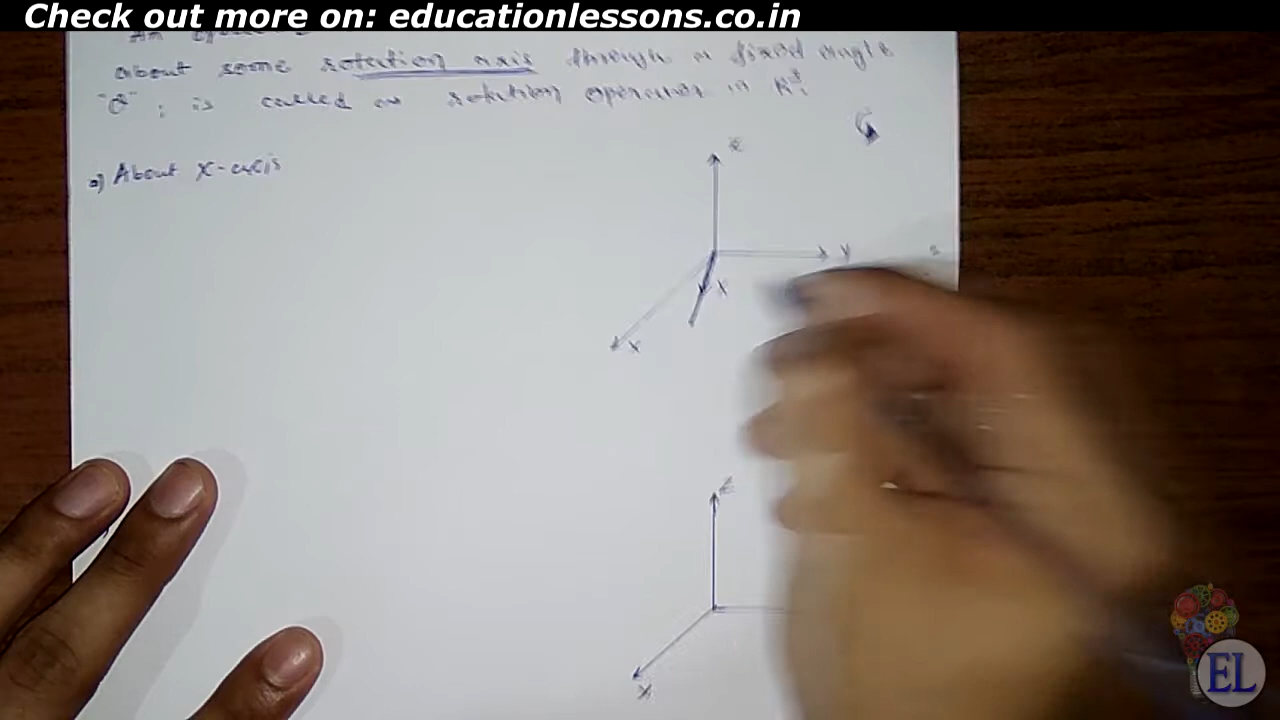 Check out more on: educationlessons.co.in
An
about some rotation axis through a fixed angle
"θ", is called a rotation operator in R³.
a) About X-axis
Z
Y
X
X
Z
X
EL